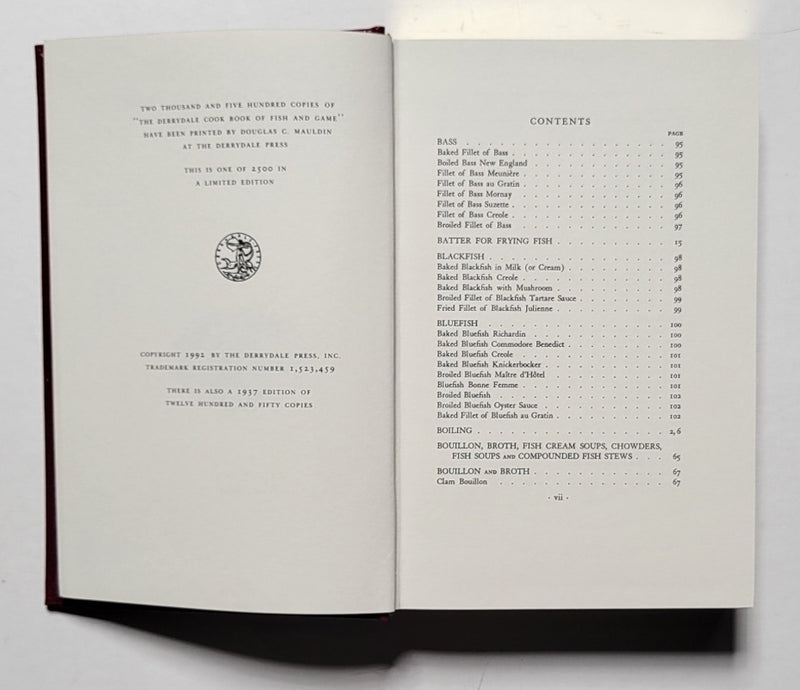 TWO THOUSAND AND FIVE HUNDRED COPIES OF
"THE DERRYDALE COOK BOOK OF FISH AND GAME"
HAVE BEEN PRINTED BY DOUGLAS C. MAULDIN
AT THE DERRYDALE PRESS
THIS IS ONE OF 2500 IN
A LIMITED EDITION
COPYRIGHT 1992 BY THE DERRYDALE PRESS, INC.
TRADEMARK REGISTRATION NUMBER 1,523,459
THERE IS ALSO A 1937 EDITION OF
TWELVE HUNDRED AND FIFTY COPIES
CONTENTS
PAGE
BASS . . . . . . . . . . . . . . . . 95
Baked Fillet of Bass . . . . . . . . . . . . 95
Boiled Bass New England . . . . . . . . . . . 95
Fillet of Bass Meunière . . . . . . . . . . . . 95
Fillet of Bass au Gratin . . . . . . . . . . . . 96
Fillet of Bass Mornay . . . . . . . . . . . . 96
Fillet of Bass Suzette . . . . . . . . . . . . 96
Fillet of Bass Creole . . . . . . . . . . . . 96
Broiled Fillet of Bass . . . . . . . . . . . . 97
BATTER FOR FRYING FISH . . . . . . . . . 15
BLACKFISH . . . . . . . . . . . . . . 98
Baked Blackfish in Milk (or Cream) . . . . . . . . 98
Baked Blackfish Creole . . . . . . . . . . . . 98
Baked Blackfish with Mushroom . . . . . . . . . 98
Broiled Fillet of Blackfish Tartare Sauce . . . . . . . 99
Fried Fillet of Blackfish Julienne . . . . . . . . . 99
BLUEFISH . . . . . . . . . . . . . . 100
Baked Bluefish Richardin . . . . . . . . . . . 100
Baked Bluefish Commodore Benedict . . . . . . . . 100
Baked Bluefish Creole . . . . . . . . . . . . 101
Baked Bluefish Knickerbocker . . . . . . . . . . 101
Broiled Bluefish Maître d'Hôtel . . . . . . . . . 101
Bluefish Bonne Femme . . . . . . . . . . . . 101
Broiled Bluefish . . . . . . . . . . . . . 102
Broiled Bluefish Oyster Sauce . . . . . . . . . . 102
Baked Fillet of Bluefish au Gratin . . . . . . . . . 102
BOILING . . . . . . . . . . . . . . . 2, 6
BOUILLON, BROTH, FISH CREAM SOUPS, CHOWDERS,
FISH SOUPS AND COMPOUNDED FISH STEWS . . . 65
BOUILLON AND BROTH . . . . . . . . . . . 67
Clam Bouillon . . . . . . . . . . . . . 67
· vii ·